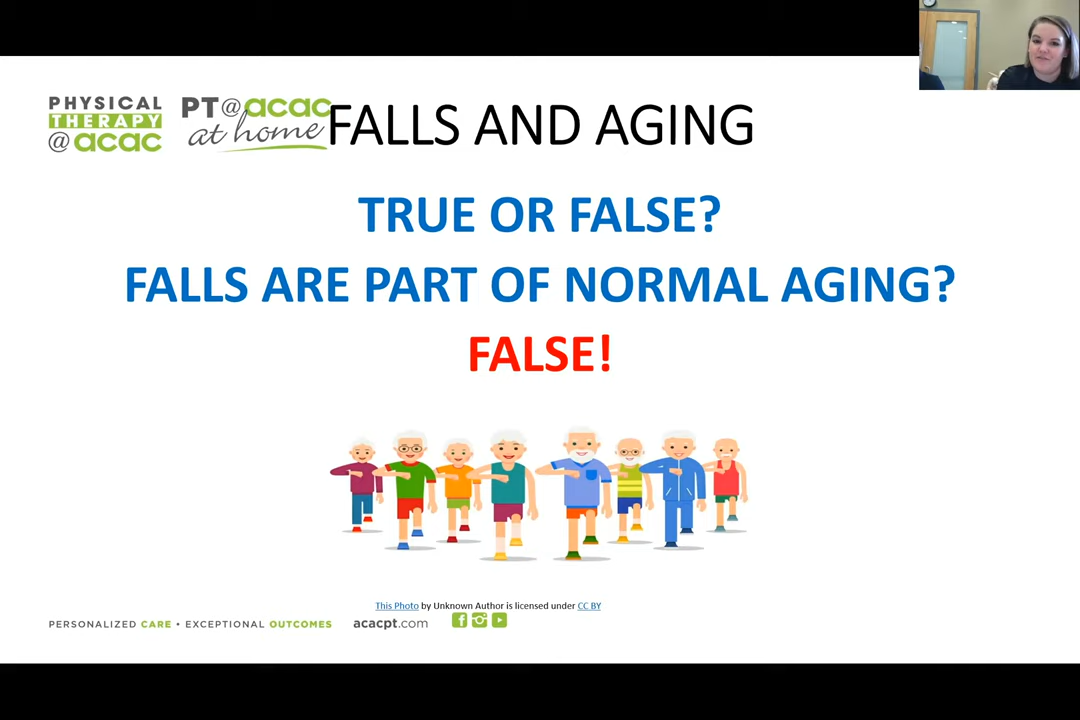 PHYSICAL
THERAPY
@acac
PT@acac
at home
FALLS AND AGING
TRUE OR FALSE?
FALLS ARE PART OF NORMAL AGING?
FALSE!
This Photo by Unknown Author is licensed under CC BY
PERSONALIZED CARE • EXCEPTIONAL OUTCOMES acacpt.com